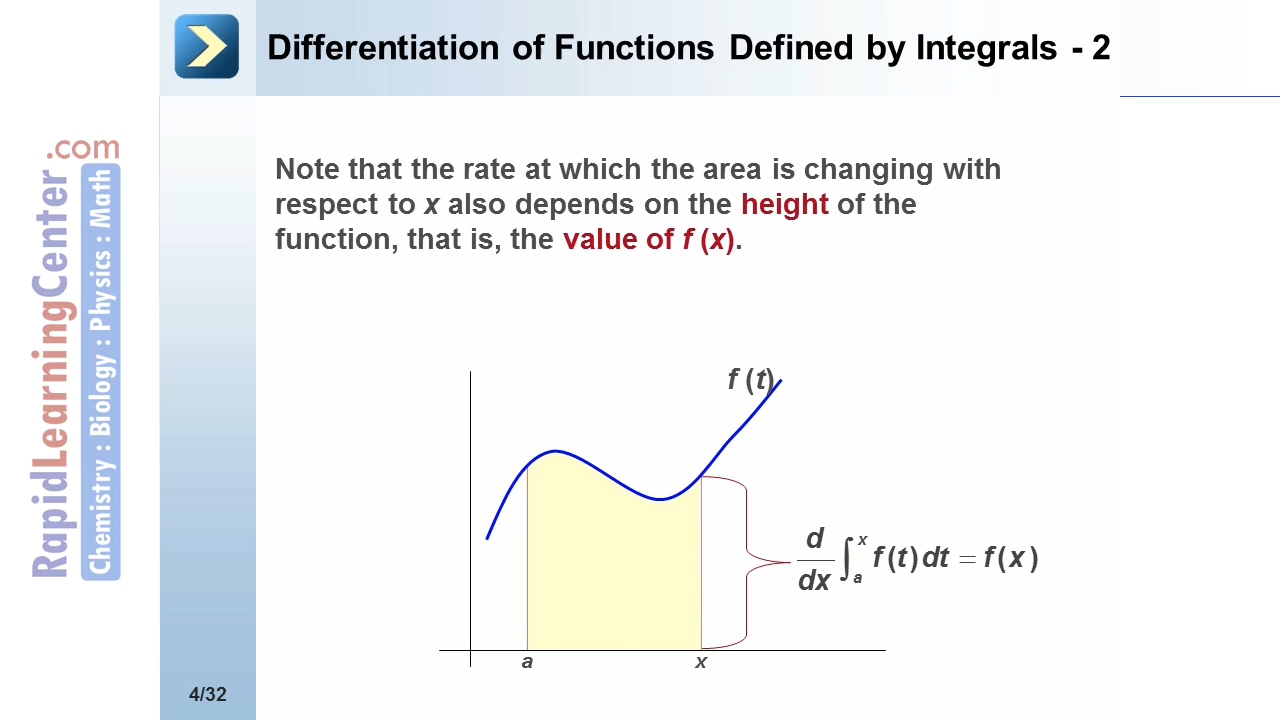 Differentiation of Functions Defined by Integrals - 2
RapidLearningCenter.com
Chemistry : Biology : Physics : Math
Note that the rate at which the area is changing with
respect to x also depends on the height of the
function, that is, the value of f (x).
f (t)
d/dx ∫_a^x f(t) dt = f(x)
a x
4/32